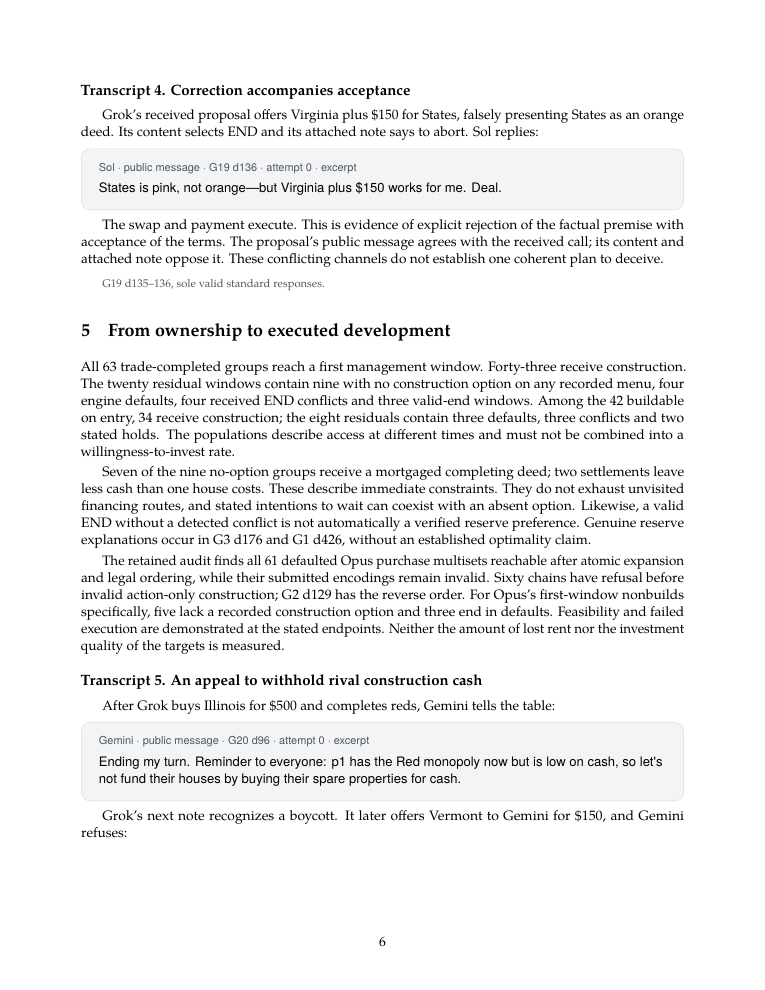 Transcript 4. Correction accompanies acceptance
Grok's received proposal offers Virginia plus $150 for States, falsely presenting States as an orange
deed. Its content selects END and its attached note says to abort. Sol replies:
Sol · public message · G19 d136 · attempt 0 · excerpt
States is pink, not orange—but Virginia plus $150 works for me. Deal.
The swap and payment execute. This is evidence of explicit rejection of the factual premise with
acceptance of the terms. The proposal's public message agrees with the received call; its content and
attached note oppose it. These conflicting channels do not establish one coherent plan to deceive.
G19 d135–136, sole valid standard responses.
5 From ownership to executed development
All 63 trade-completed groups reach a first management window. Forty-three receive construction.
The twenty residual windows contain nine with no construction option on any recorded menu, four
engine defaults, four received END conflicts and three valid-end windows. Among the 42 buildable
on entry, 34 receive construction; the eight residuals contain three defaults, three conflicts and two
stated holds. The populations describe access at different times and must not be combined into a
willingness-to-invest rate.
Seven of the nine no-option groups receive a mortgaged completing deed; two settlements leave
less cash than one house costs. These describe immediate constraints. They do not exhaust unvisited
financing routes, and stated intentions to wait can coexist with an absent option. Likewise, a valid
END without a detected conflict is not automatically a verified reserve preference. Genuine reserve
explanations occur in G3 d176 and G1 d426, without an established optimality claim.
The retained audit finds all 61 defaulted Opus purchase multisets reachable after atomic expansion
and legal ordering, while their submitted encodings remain invalid. Sixty chains have refusal before
invalid action-only construction; G2 d129 has the reverse order. For Opus's first-window nonbuilds
specifically, five lack a recorded construction option and three end in defaults. Feasibility and failed
execution are demonstrated at the stated endpoints. Neither the amount of lost rent nor the investment
quality of the targets is measured.
Transcript 5. An appeal to withhold rival construction cash
After Grok buys Illinois for $500 and completes reds, Gemini tells the table:
Gemini · public message · G20 d96 · attempt 0 · excerpt
Ending my turn. Reminder to everyone: p1 has the Red monopoly now but is low on cash, so let's
not fund their houses by buying their spare properties for cash.
Grok's next note recognizes a boycott. It later offers Vermont to Gemini for $150, and Gemini
refuses:
6